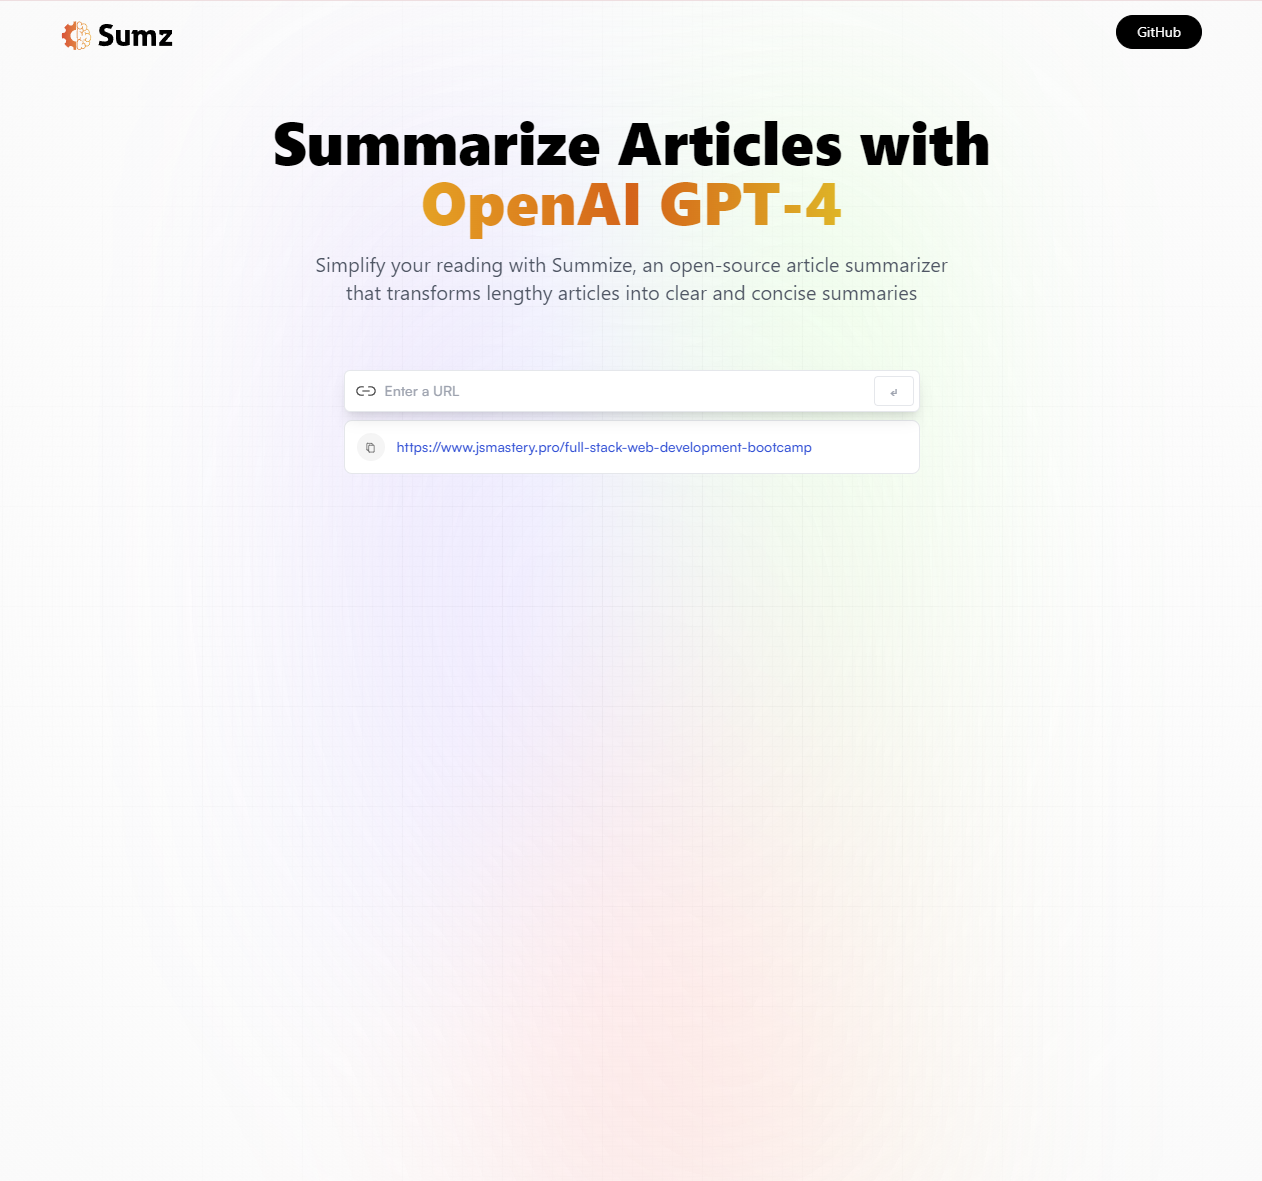 Sumz
GitHub
Summarize Articles with
OpenAI GPT-4
Simplify your reading with Summize, an open-source article summarizer
that transforms lengthy articles into clear and concise summaries
Enter a URL
↵
https://www.jsmastery.pro/full-stack-web-development-bootcamp